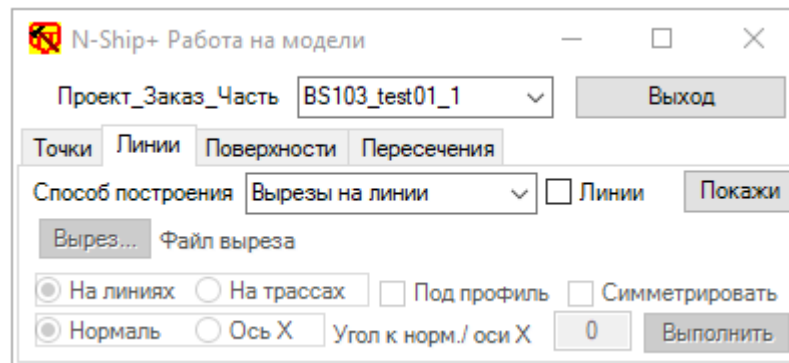 N-Ship+ Работа на модели
Проект_Заказ_Часть BS103_test01_1 Выход
Точки Линии Поверхности Пересечения
Способ построения Вырезы на линии Линии Покажи
Вырез... Файл выреза
На линиях На трассах Под профиль Симметрировать
Нормаль Ось X Угол к норм./ оси X 0 Выполнить